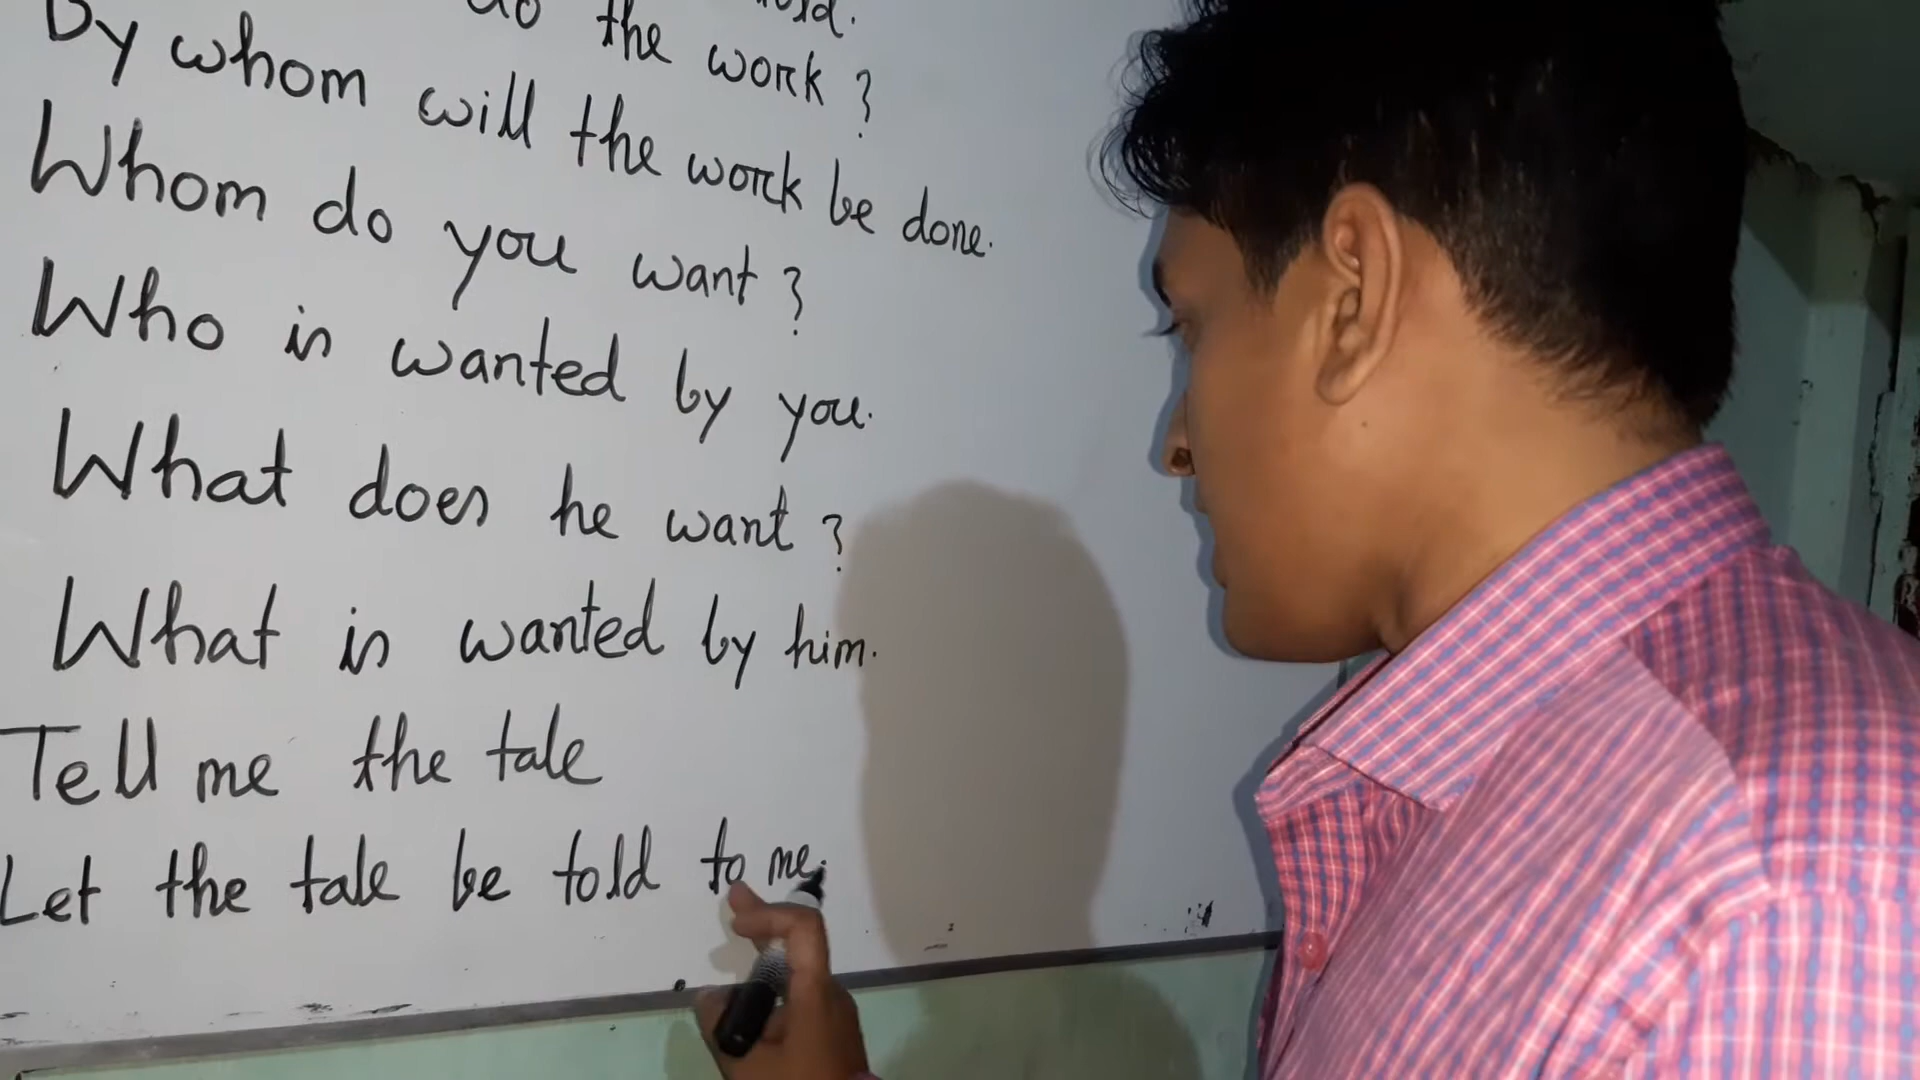 do the work ?
By whom will the work be done.
Whom do you want ?
Who is wanted by you.
What does he want ?
What is wanted by him.
Tell me the tale
Let the tale be told to me.